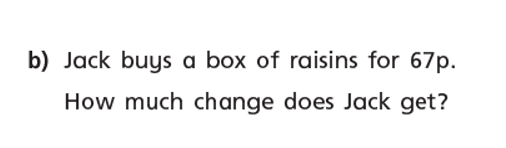 b) Jack buys a box of raisins for 67p.
How much change does Jack get?